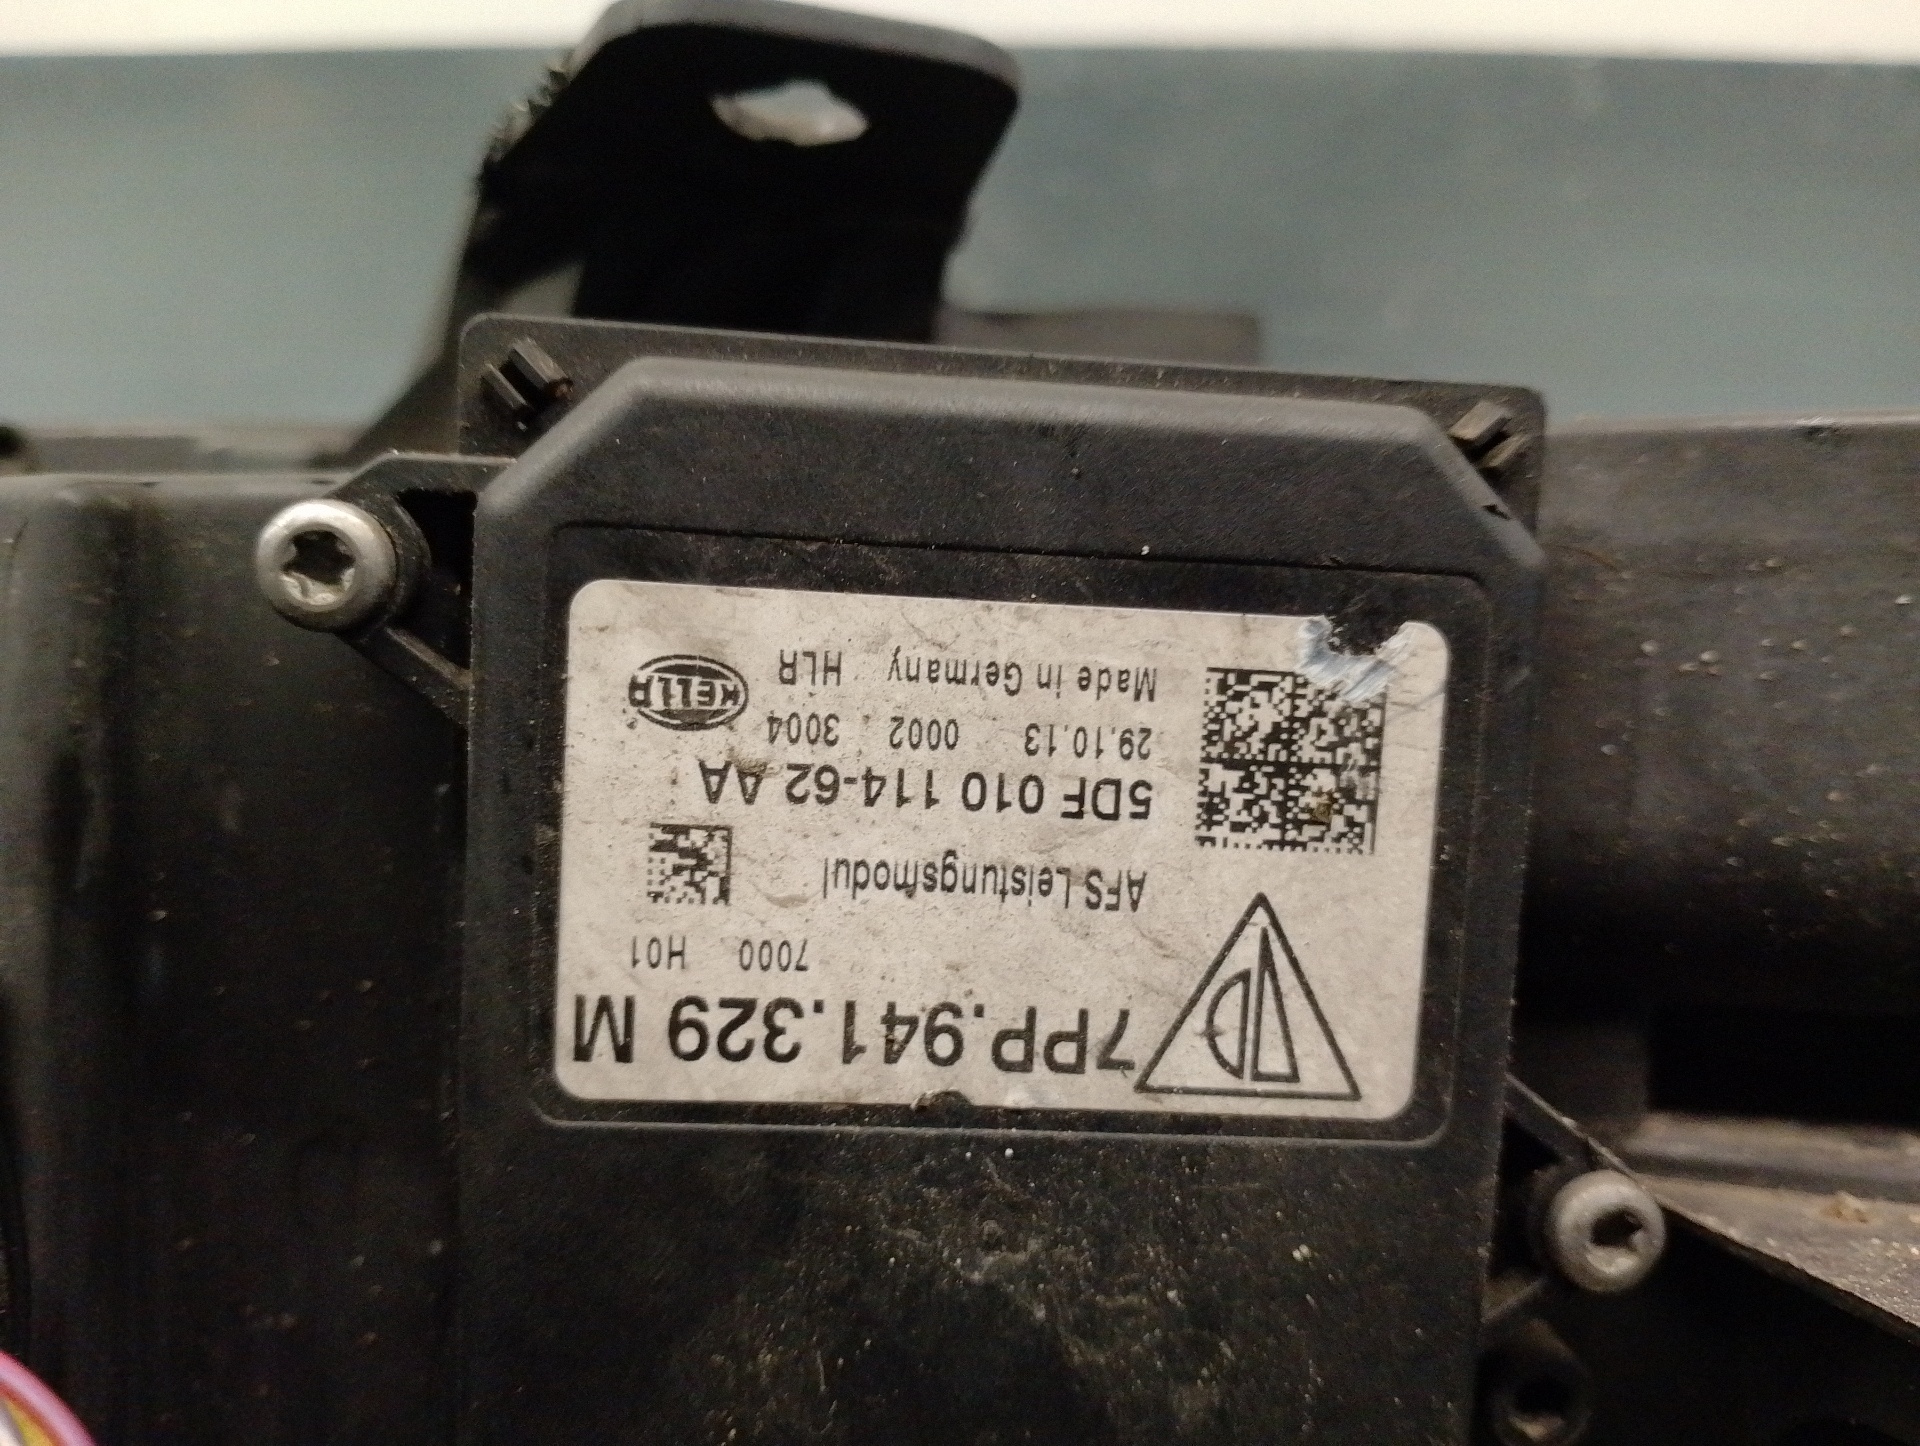 7PP.941.329 M
7000 H01
AFS Leistungsmodul
5DF 010 114-62 AA
29.10.13 0002 3004
Made in Germany HLR
HELLA